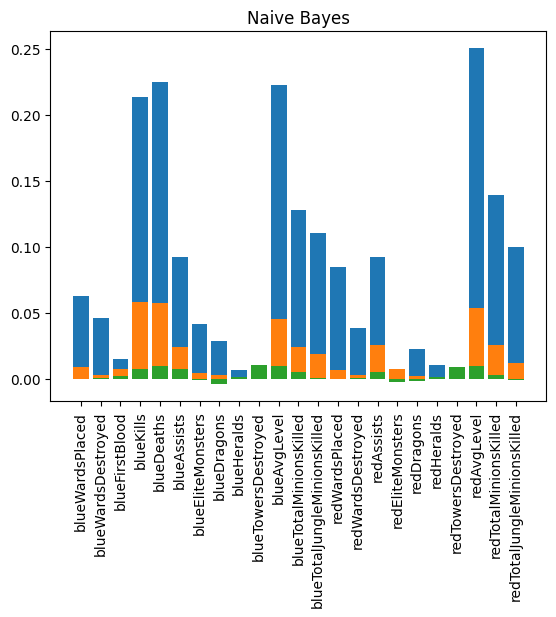 Naive Bayes
0.25
0.20
0.15
0.10
0.05
0.00
blueWardsPlaced
blueWardsDestroyed
blueFirstBlood
blueKills
blueDeaths
blueAssists
blueEliteMonsters
blueDragons
blueHeralds
blueTowersDestroyed
blueAvgLevel
blueTotalMinionsKilled
blueTotalJungleMinionsKilled
redWardsPlaced
redWardsDestroyed
redAssists
redEliteMonsters
redDragons
redHeralds
redTowersDestroyed
redAvgLevel
redTotalMinionsKilled
redTotalJungleMinionsKilled